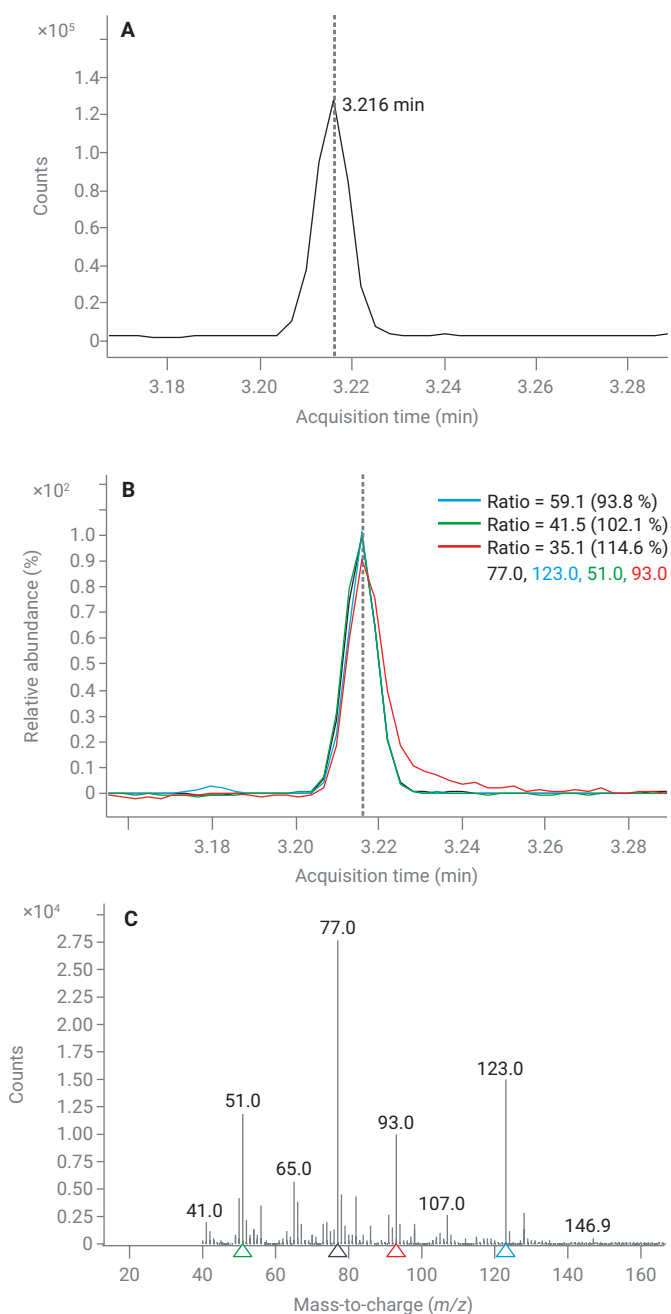 ×10⁵
A
3.216 min
1.4
1.2
1.0
0.8
0.6
0.4
0.2
0
Counts
3.18 3.20 3.22 3.24 3.26 3.28
Acquisition time (min)
×10²
B
Ratio = 59.1 (93.8 %)
Ratio = 41.5 (102.1 %)
Ratio = 35.1 (114.6 %)
77.0, 123.0, 51.0, 93.0
1.0
0.9
0.8
0.7
0.6
0.5
0.4
0.3
0.2
0.1
0
Relative abundance (%)
3.18 3.20 3.22 3.24 3.26 3.28
Acquisition time (min)
×10⁴
C
77.0
123.0
51.0
93.0
65.0
41.0
107.0
146.9
2.75
2.50
2.25
2.00
1.75
1.50
1.25
1.00
0.75
0.50
0.25
0
Counts
20 40 60 80 100 120 140 160
Mass-to-charge (m/z)